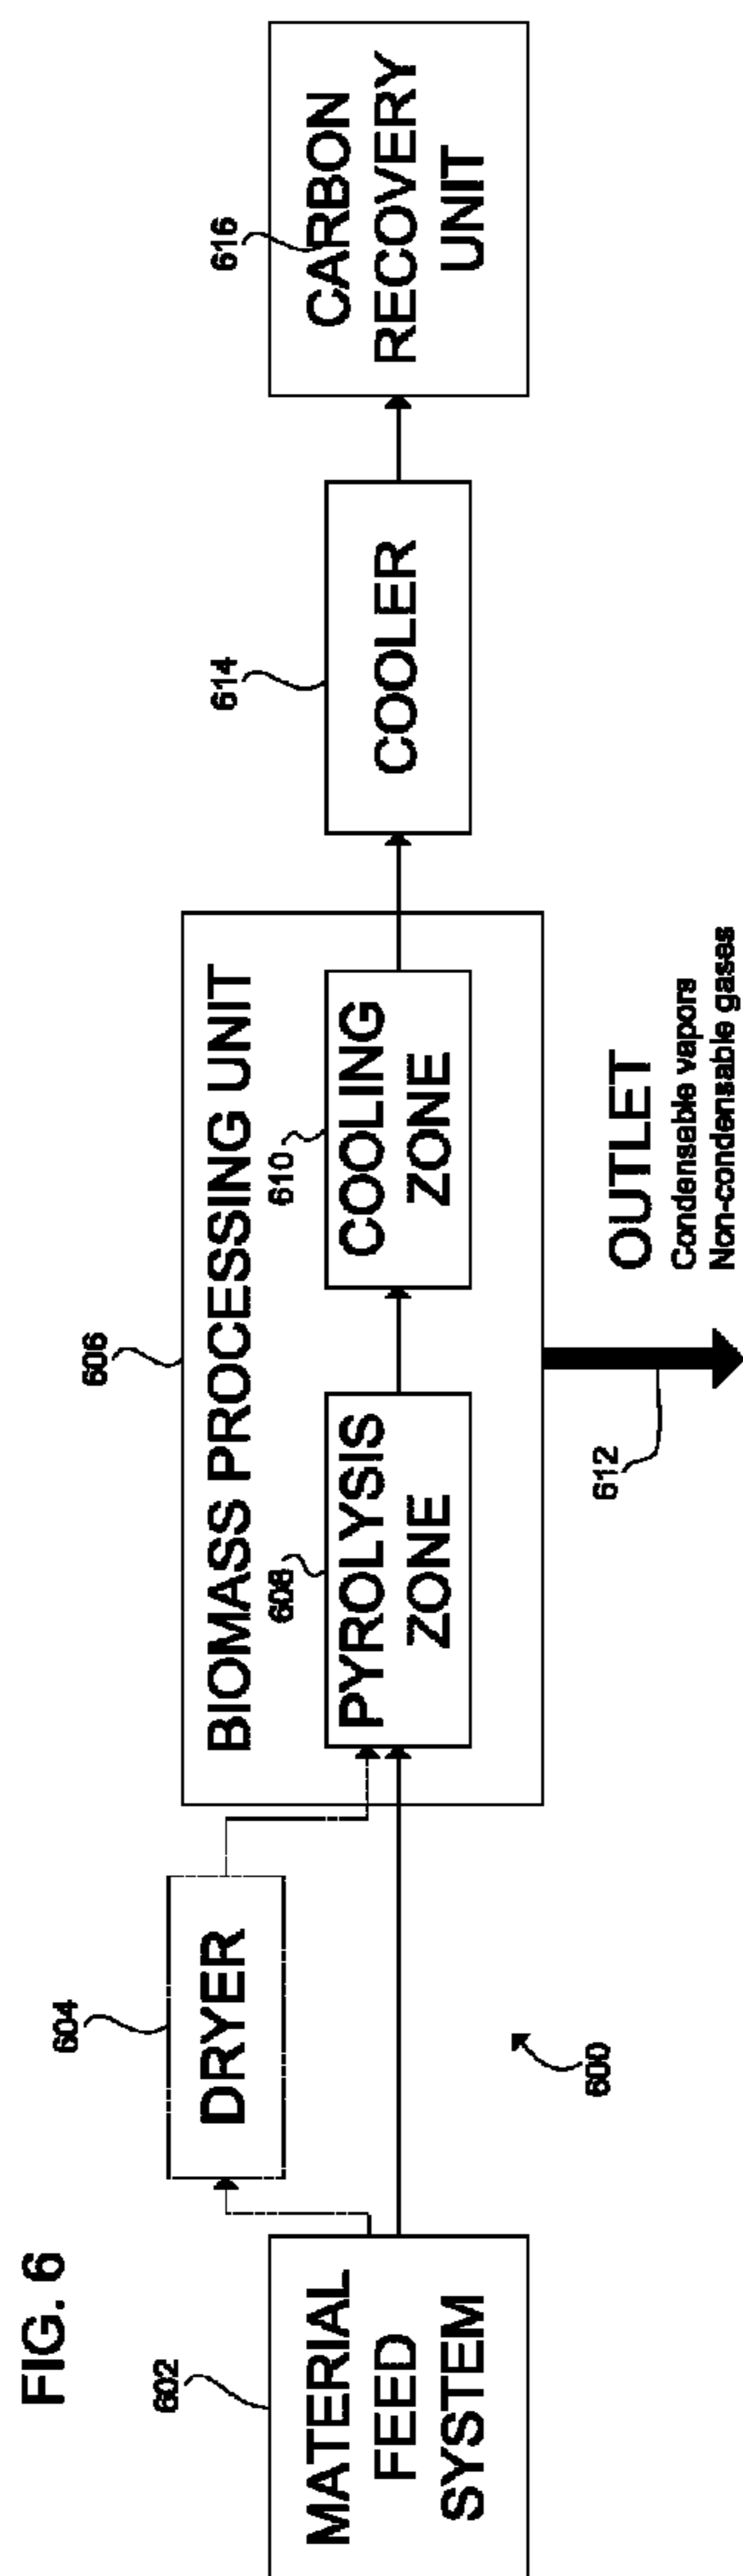 FIG. 6
602
MATERIAL
FEED
SYSTEM
604
DRYER
600
606
BIOMASS PROCESSING UNIT
608
PYROLYSIS
ZONE
610
COOLING
ZONE
612
OUTLET
Condensable vapors
Non-condensable gases
614
COOLER
616
CARBON
RECOVERY
UNIT